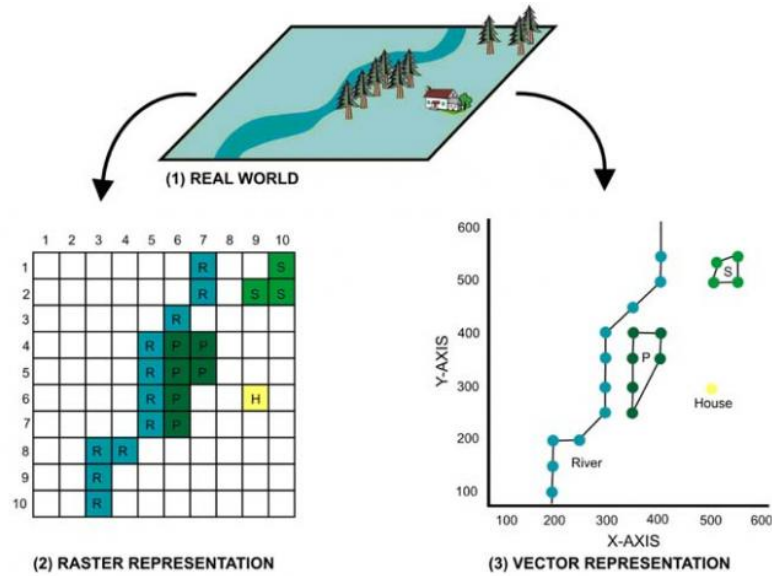 (1) REAL WORLD
1 2 3 4 5 6 7 8 9 10
1 R S
2 R S S
3 R
4 R P P
5 R P P
6 R P H
7 R P
8 R R
9 R
10 R
(2) RASTER REPRESENTATION
Y-AXIS
600
500
400
300
200
100
S
P
House
River
100 200 300 400 500 600
X-AXIS
(3) VECTOR REPRESENTATION